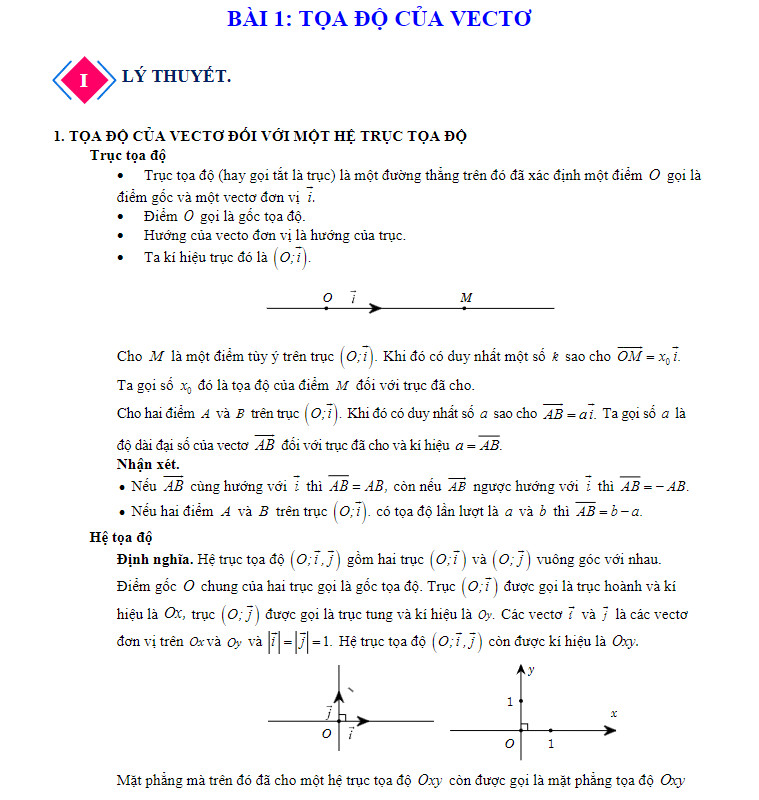 BÀI 1: TỌA ĐỘ CỦA VECTƠ
I LÝ THUYẾT.
1. TỌA ĐỘ CỦA VECTƠ ĐỐI VỚI MỘT HỆ TRỤC TỌA ĐỘ
Trục tọa độ
• Trục tọa độ (hay gọi tắt là trục) là một đường thẳng trên đó đã xác định một điểm O gọi là
điểm gốc và một vectơ đơn vị \vec{i}.
• Điểm O gọi là gốc tọa độ.
• Hướng của vecto đơn vị là hướng của trục.
• Ta kí hiệu trục đó là (O;\vec{i}).
O \vec{i} M
Cho M là một điểm tùy ý trên trục (O;\vec{i}). Khi đó có duy nhất một số k sao cho \overrightarrow{OM} = x₀\vec{i}.
Ta gọi số x₀ đó là tọa độ của điểm M đối với trục đã cho.
Cho hai điểm A và B trên trục (O;\vec{i}). Khi đó có duy nhất số a sao cho \overrightarrow{AB} = a\vec{i}. Ta gọi số a là
độ dài đại số của vectơ \overrightarrow{AB} đối với trục đã cho và kí hiệu a = \overline{AB}.
Nhận xét.
• Nếu \overrightarrow{AB} cùng hướng với \vec{i} thì \overline{AB} = AB, còn nếu \overrightarrow{AB} ngược hướng với \vec{i} thì \overline{AB} = − AB.
• Nếu hai điểm A và B trên trục (O;\vec{i}). có tọa độ lần lượt là a và b thì \overline{AB} = b − a.
Hệ tọa độ
Định nghĩa. Hệ trục tọa độ (O;\vec{i},\vec{j}) gồm hai trục (O;\vec{i}) và (O;\vec{j}) vuông góc với nhau.
Điểm gốc O chung của hai trục gọi là gốc tọa độ. Trục (O;\vec{i}) được gọi là trục hoành và kí
hiệu là Ox, trục (O;\vec{j}) được gọi là trục tung và kí hiệu là Oy. Các vectơ \vec{i} và \vec{j} là các vectơ
đơn vị trên Ox và Oy và |\vec{i}| = |\vec{j}| = 1. Hệ trục tọa độ (O;\vec{i},\vec{j}) còn được kí hiệu là Oxy.
y
1
\vec{j} x
O \vec{i} O 1
Mặt phẳng mà trên đó đã cho một hệ trục tọa độ Oxy còn được gọi là mặt phẳng tọa độ Oxy